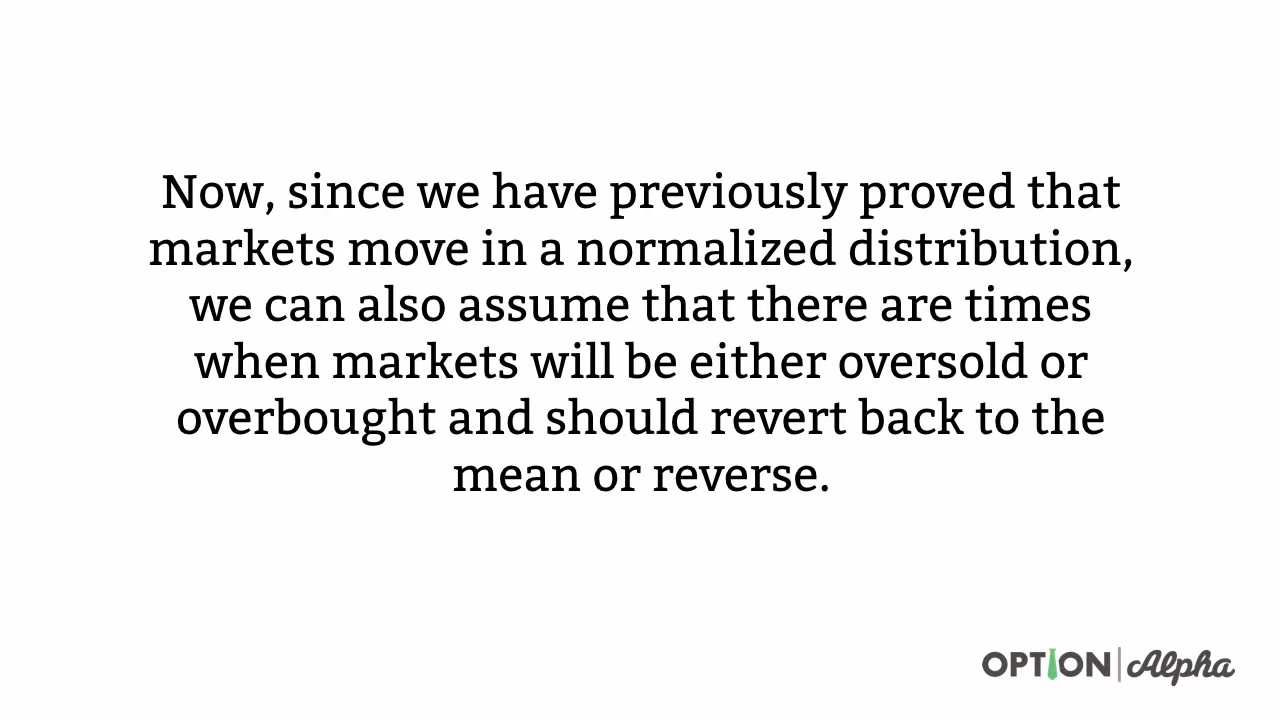 Now, since we have previously proved that
markets move in a normalized distribution,
we can also assume that there are times
when markets will be either oversold or
overbought and should revert back to the
mean or reverse.
OPTION | Alpha